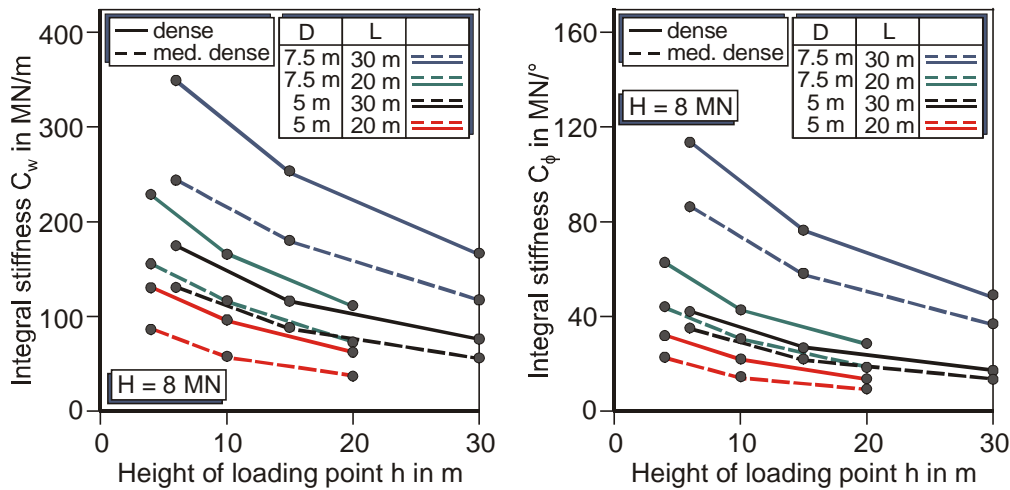 400
300
200
100
0
0
10
20
30
Integral stiffness C_w in MN/m
Height of loading point h in m
dense
med. dense
D L
7.5 m 30 m
7.5 m 20 m
5 m 30 m
5 m 20 m
H = 8 MN
160
120
80
40
0
0
10
20
30
Integral stiffness C_ϕ in MN/°
Height of loading point h in m
dense
med. dense
H = 8 MN
D L
7.5 m 30 m
7.5 m 20 m
5 m 30 m
5 m 20 m